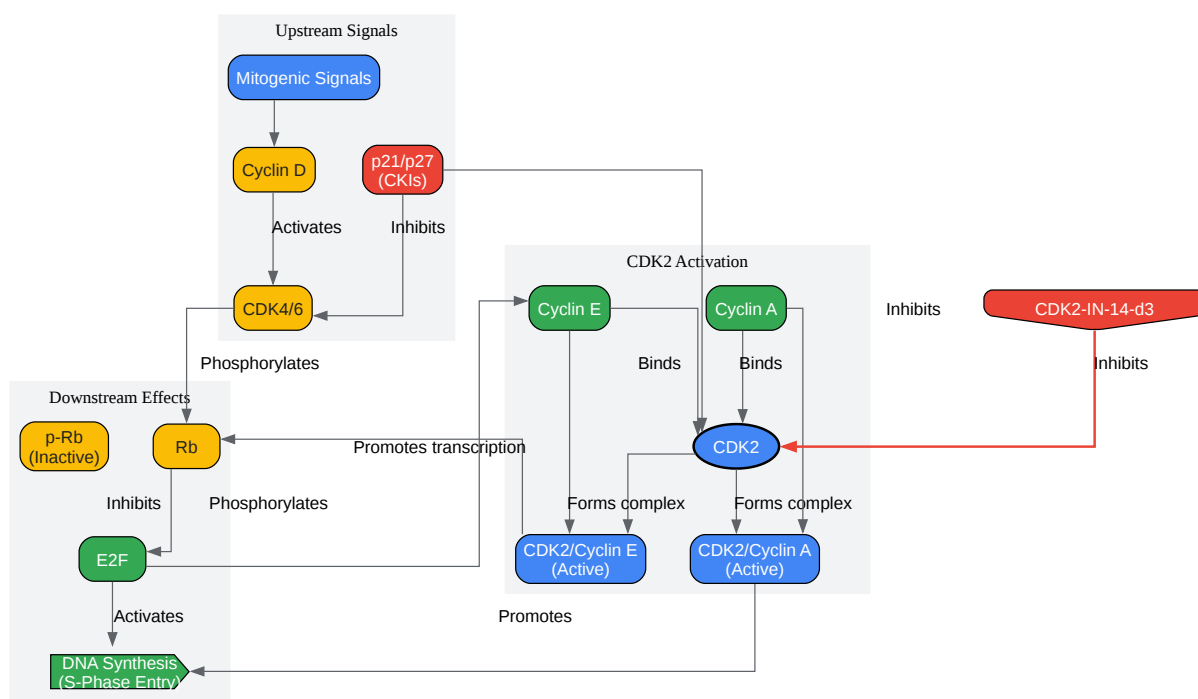 Upstream Signals
Mitogenic Signals
Cyclin D
p21/p27
(CKIs)
Activates
Inhibits
CDK4/6
Phosphorylates
CDK2 Activation
Cyclin E
Cyclin A
Inhibits
CDK2-IN-14-d3
Binds
Binds
Inhibits
Downstream Effects
p-Rb
(Inactive)
Rb
Promotes transcription
CDK2
Inhibits
Phosphorylates
Forms complex
Forms complex
E2F
CDK2/Cyclin E
(Active)
CDK2/Cyclin A
(Active)
Activates
Promotes
DNA Synthesis
(S-Phase Entry)